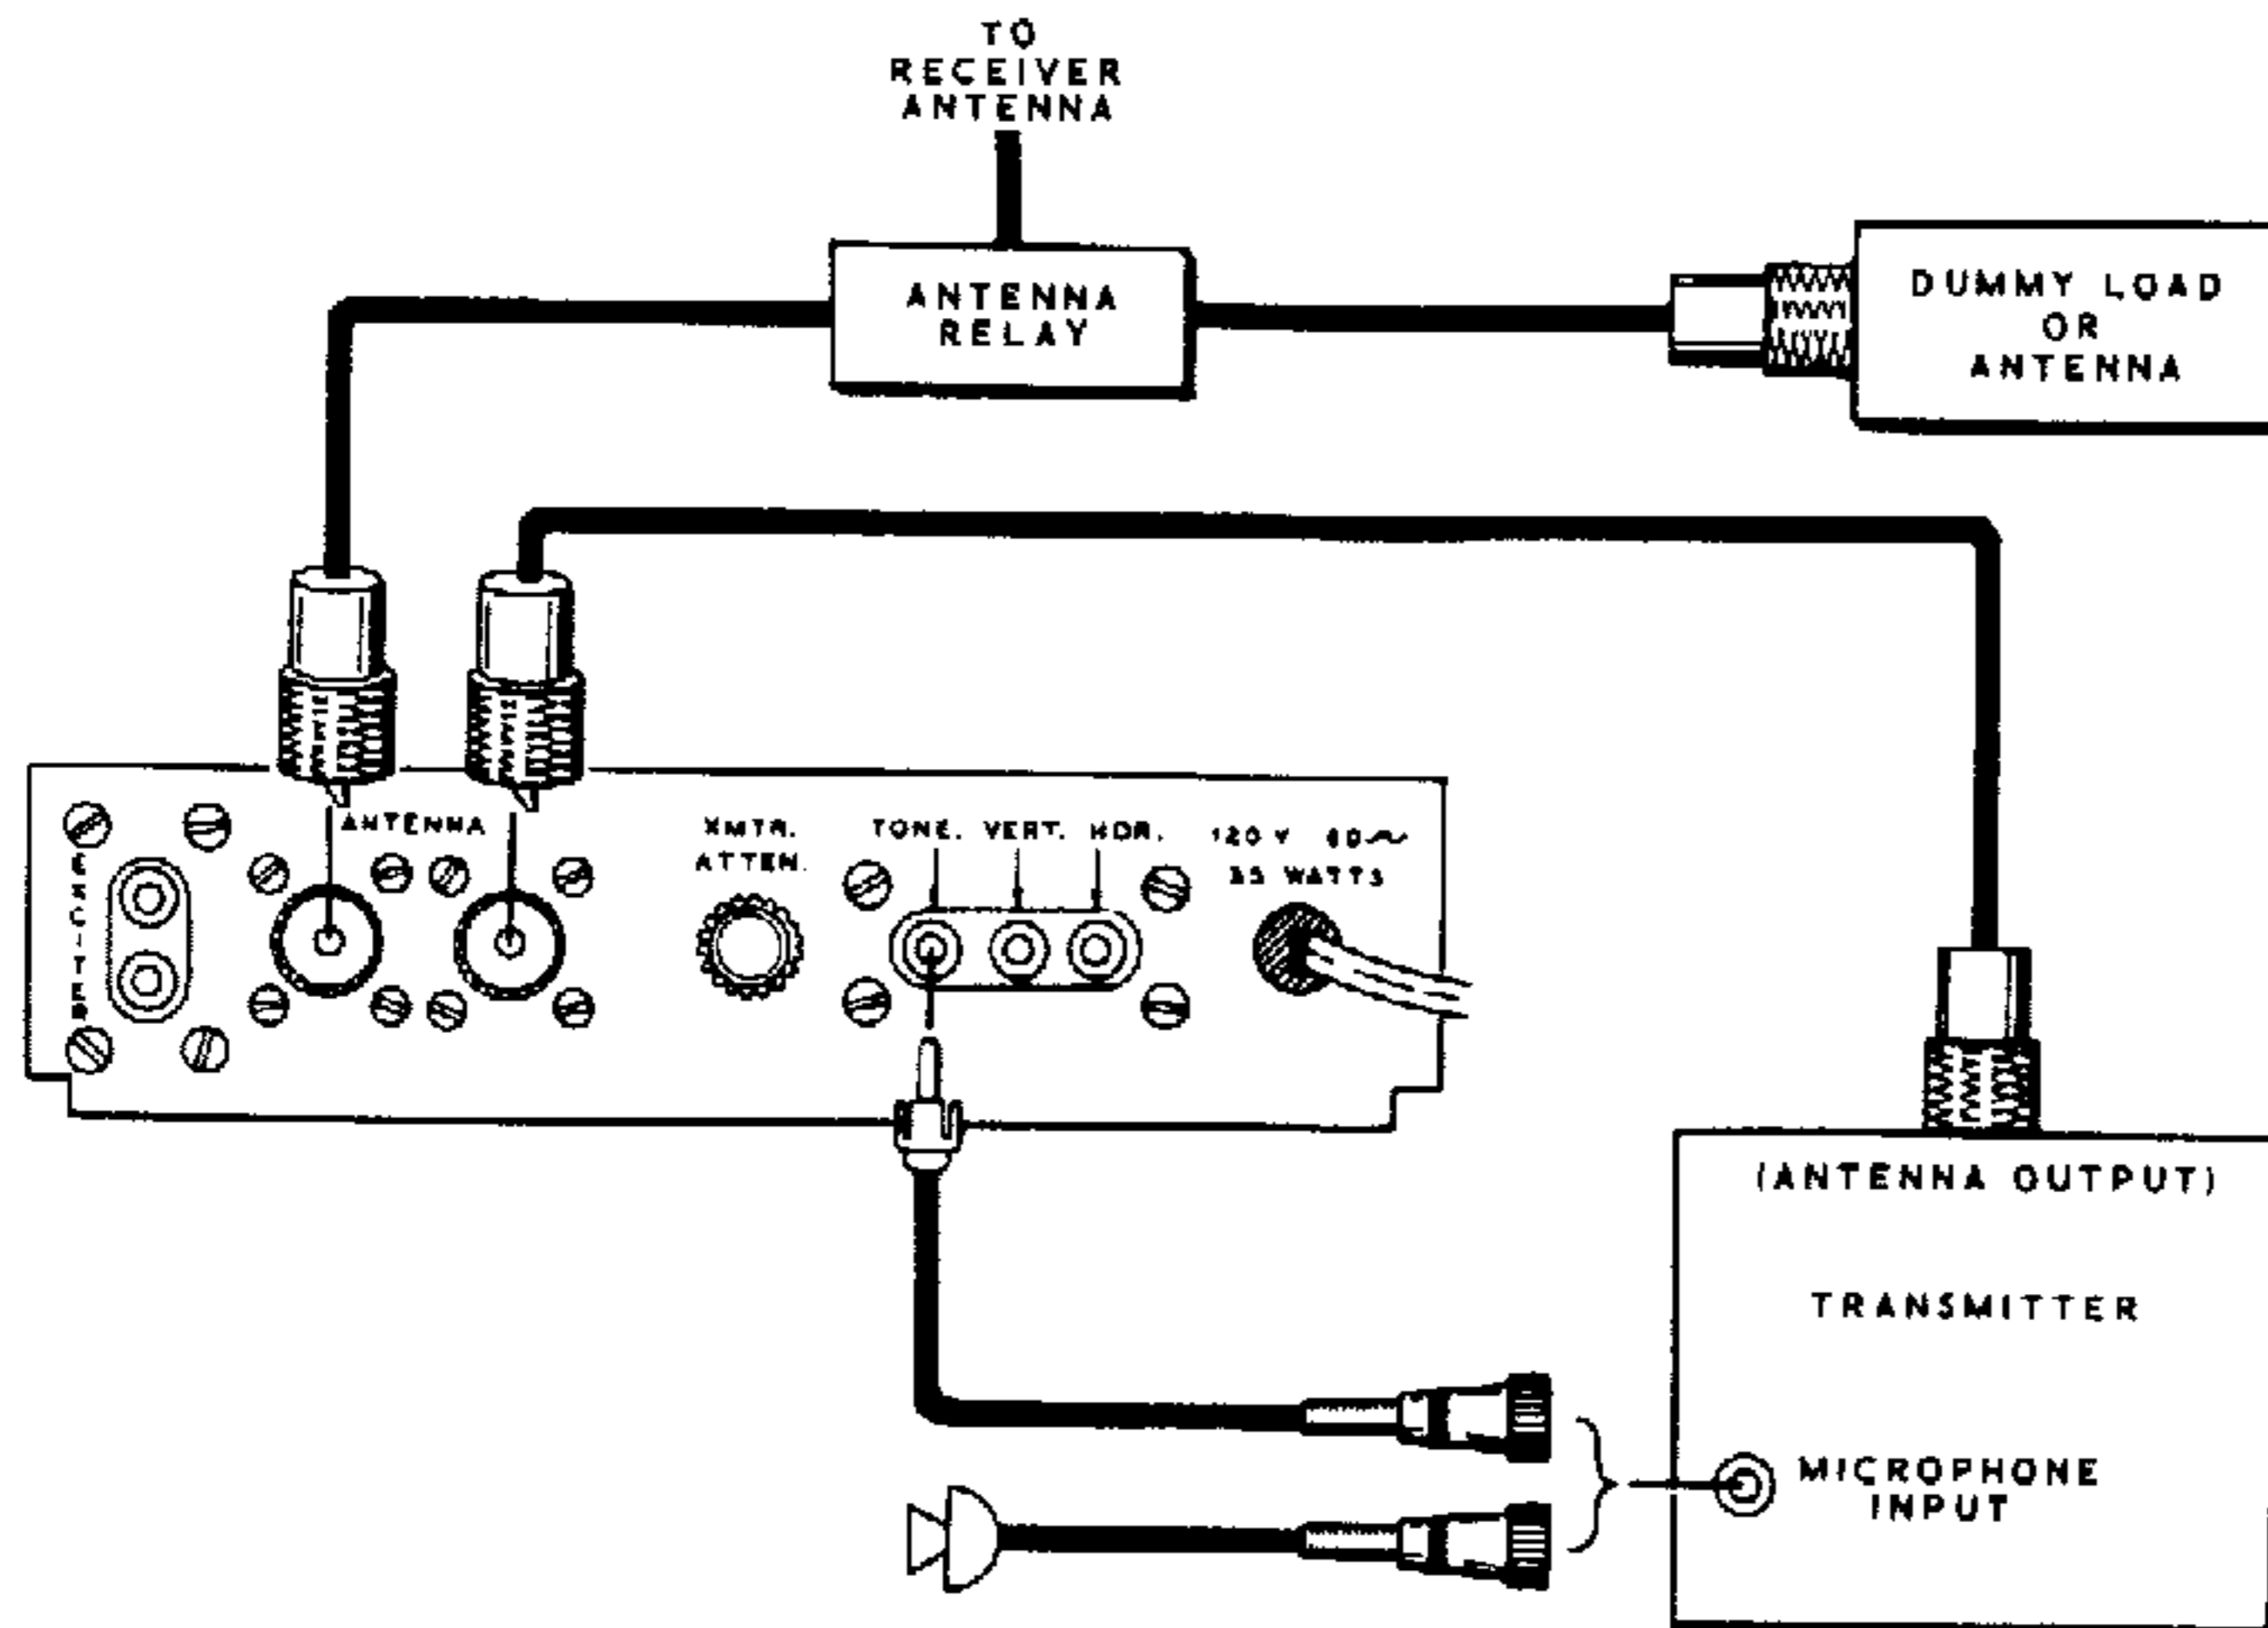 TO
RECEIVER
ANTENNA
ANTENNA
RELAY
DUMMY LOAD
OR
ANTENNA
EXCITER
ANTENNA
XMTR.
ATTEN.
TONE. VERT. HOR.
120 V 60~
35 WATTS
(ANTENNA OUTPUT)
TRANSMITTER
MICROPHONE
INPUT